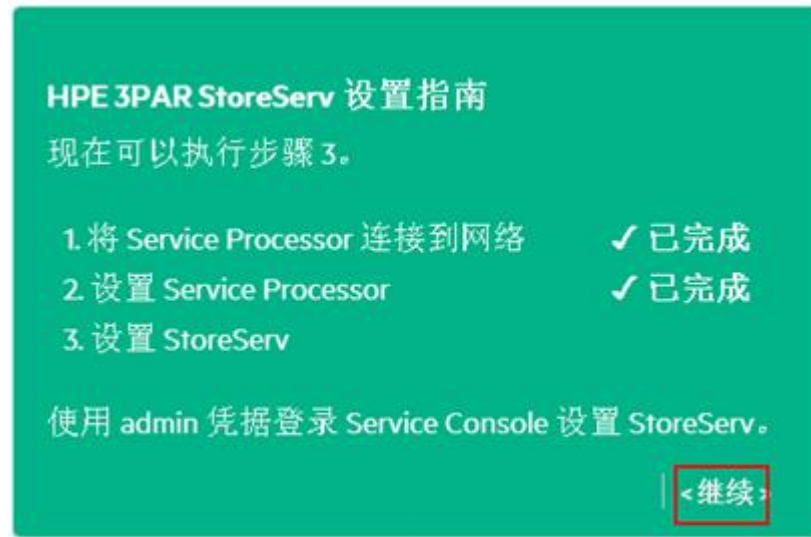 HPE 3PAR StoreServ 设置指南
现在可以执行步骤 3。
1. 将 Service Processor 连接到网络 ✓ 已完成
2. 设置 Service Processor ✓ 已完成
3. 设置 StoreServ
使用 admin 凭据登录 Service Console 设置 StoreServ。
<继续>